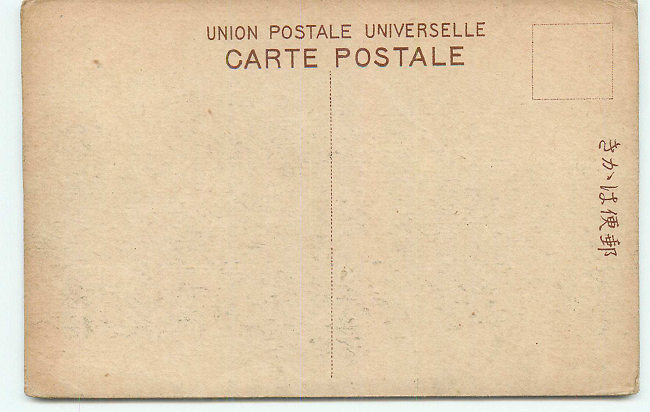 UNION POSTALE UNIVERSELLE
CARTE POSTALE
きかは便郵